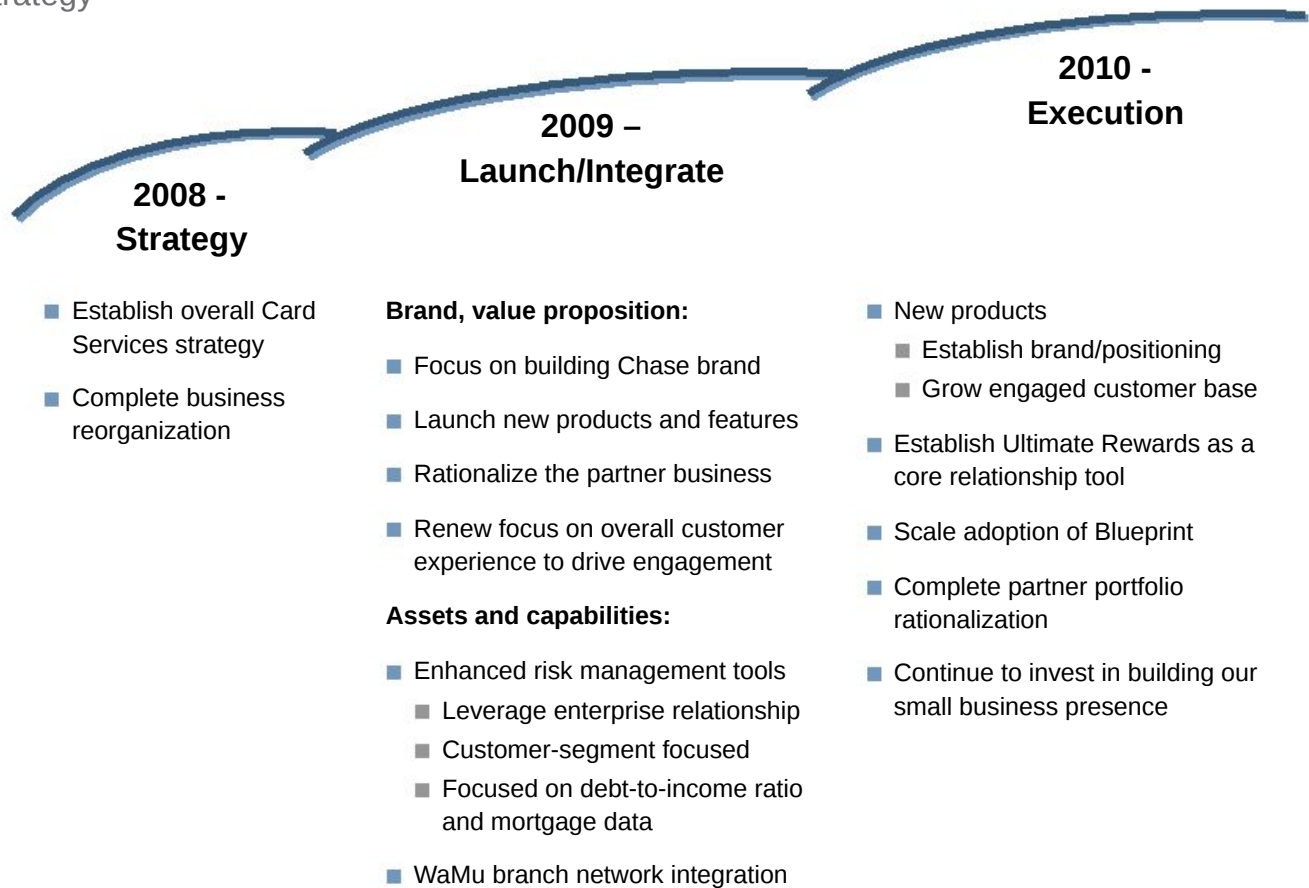 2008 -
Strategy
Establish overall Card
Services strategy
Complete business
reorganization
2009 –
Launch/Integrate
Brand, value proposition:
Focus on building Chase brand
Launch new products and features
Rationalize the partner business
Renew focus on overall customer
experience to drive engagement
Assets and capabilities:
Enhanced risk management tools
Leverage enterprise relationship
Customer-segment focused
Focused on debt-to-income ratio
and mortgage data
WaMu branch network integration
2010 -
Execution
New products
Establish brand/positioning
Grow engaged customer base
Establish Ultimate Rewards as a
core relationship tool
Scale adoption of Blueprint
Complete partner portfolio
rationalization
Continue to invest in building our
small business presence